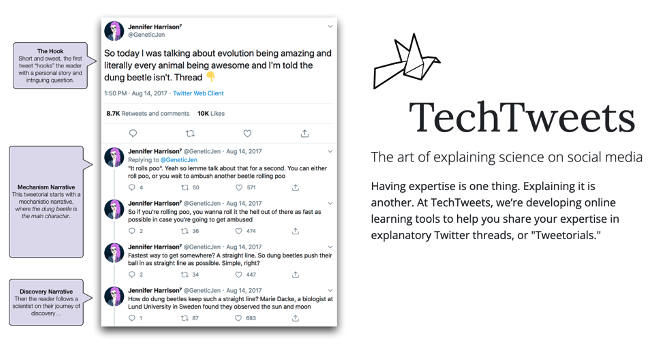 The Hook
Short and sweet, the first
tweet "hooks" the reader
with a personal story and
intriguing question.
Jennifer Harrison⁷
@GeneticJen
So today I was talking about evolution being amazing and
literally every animal being awesome and I'm told the
dung beetle isn't. Thread 👇
1:50 PM · Aug 14, 2017 · Twitter Web Client
8.7K Retweets and comments 10K Likes
Mechanism Narrative
This tweetorial starts with a
mechanistic narrative,
where the dung beetle is
the main character.
Jennifer Harrison⁷ @GeneticJen · Aug 14, 2017
Replying to @GeneticJen
"It rolls poo". Yeah so lemme talk about that for a second. You can either
roll poo, or you wait to ambush another beetle rolling poo
4 50 571
Jennifer Harrison⁷ @GeneticJen · Aug 14, 2017
So if you're rolling poo, you wanna roll it the hell out of there as fast as
possible in case you're going to get ambused
2 36 474
Jennifer Harrison⁷ @GeneticJen · Aug 14, 2017
Fastest way to get somewhere? A straight line. So dung beetles push their
ball in as straight line as possible. Simple, right?
2 34 447
Discovery Narrative
Then the reader follows a
scientist on their journey of
discovery…
Jennifer Harrison⁷ @GeneticJen · Aug 14, 2017
How do dung beetles keep such a straight line? Marie Dacke, a biologist at
Lund University in Sweden found they observed the sun and moon
1 87 683
TechTweets
The art of explaining science on social media
Having expertise is one thing. Explaining it is
another. At TechTweets, we're developing online
learning tools to help you share your expertise in
explanatory Twitter threads, or "Tweetorials."